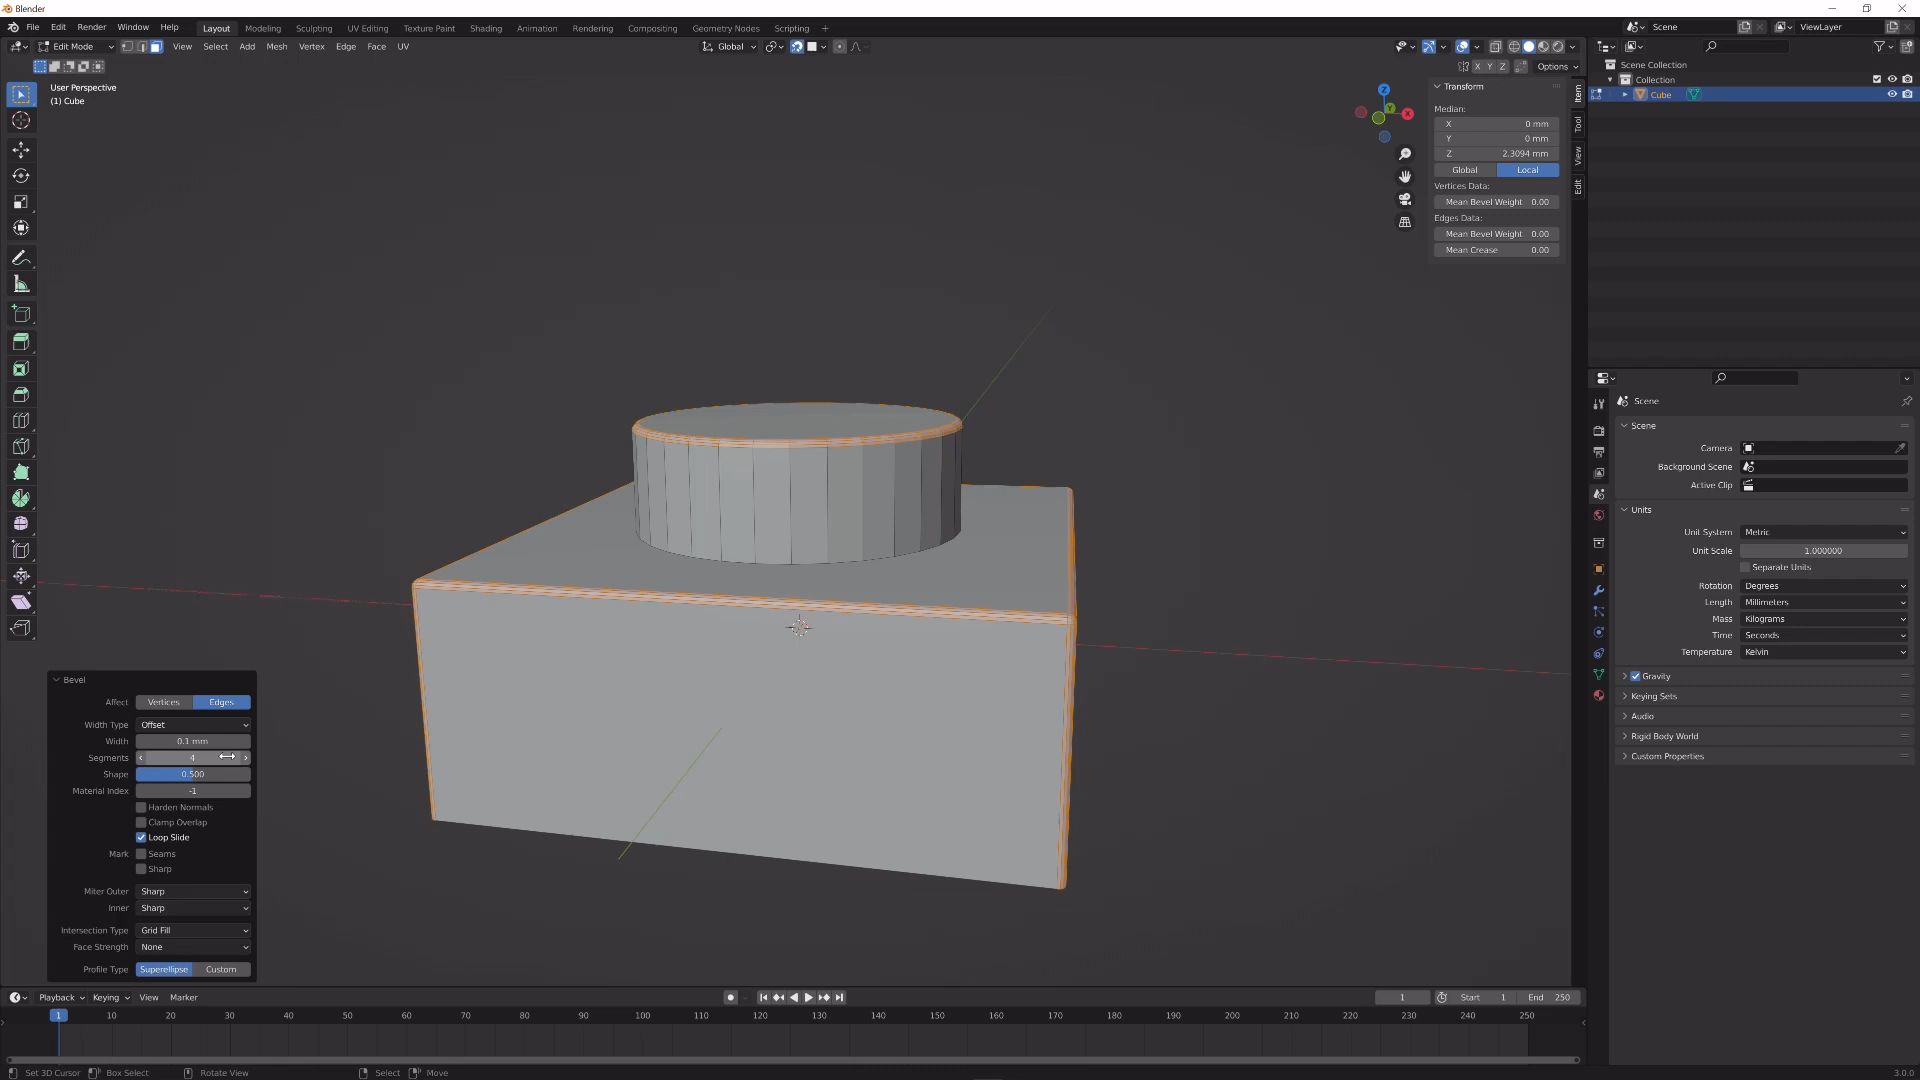 Blender
File Edit Render Window Help
Layout Modeling Sculpting UV Editing Texture Paint Shading Animation Rendering Compositing Geometry Nodes Scripting +
Scene
ViewLayer
Edit Mode
View Select Add Mesh Vertex Edge Face UV
Global
X Y Z
Options
User Perspective
(1) Cube
Z
Y
X
Transform
Median:
X 0 mm
Y 0 mm
Z 2.3094 mm
Global Local
Vertices Data:
Mean Bevel Weight 0.00
Edges Data:
Mean Bevel Weight 0.00
Mean Crease 0.00
Item
Tool
View
Edit
Scene Collection
Collection
Cube
Scene
Scene
Camera
Background Scene
Active Clip
Units
Unit System Metric
Unit Scale 1.000000
Separate Units
Rotation Degrees
Length Millimeters
Mass Kilograms
Time Seconds
Temperature Kelvin
Gravity
Keying Sets
Audio
Rigid Body World
Custom Properties
Bevel
Affect Vertices Edges
Width Type Offset
Width 0.1 mm
Segments 4
Shape 0.500
Material Index -1
Harden Normals
Clamp Overlap
Loop Slide
Mark Seams
Sharp
Miter Outer Sharp
Inner Sharp
Intersection Type Grid Fill
Face Strength None
Profile Type Superellipse Custom
Playback Keying View Marker
1 Start 1 End 250
1 10 20 30 40 50 60 70 80 90 100 110 120 130 140 150 160 170 180 190 200 210 220 230 240 250
Set 3D Cursor Box Select Rotate View Select Move
3.0.0